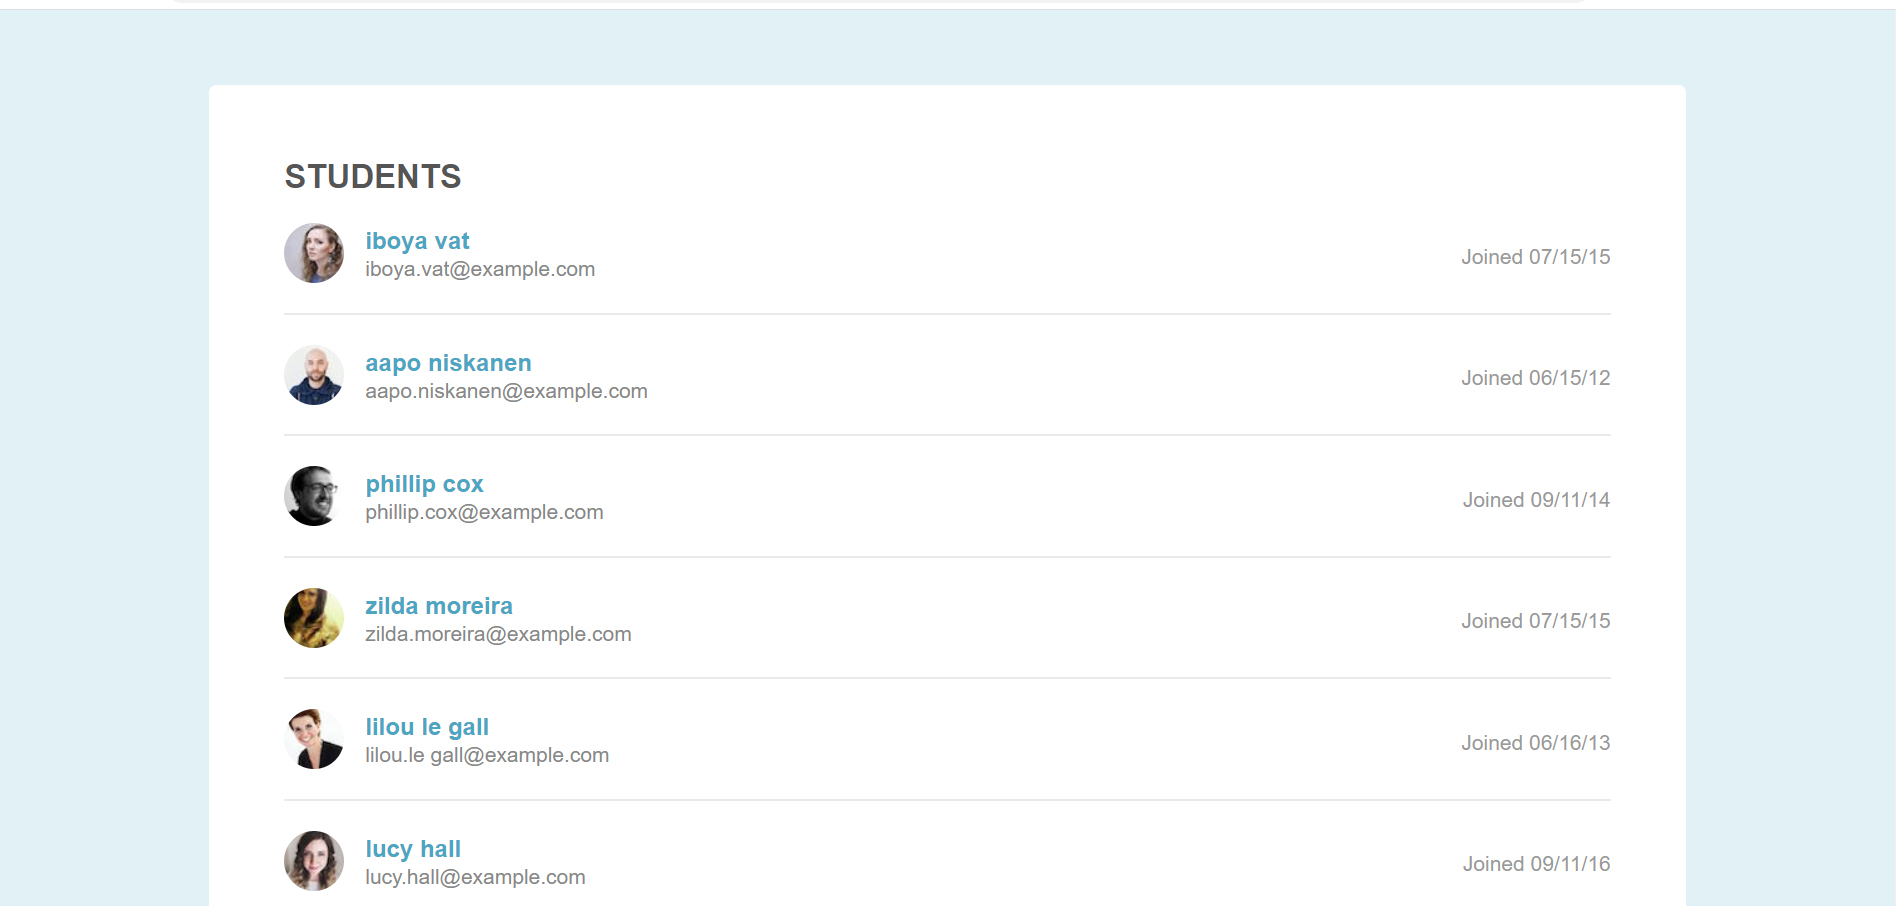 STUDENTS
iboya vat
iboya.vat@example.com
Joined 07/15/15
aapo niskanen
aapo.niskanen@example.com
Joined 06/15/12
phillip cox
phillip.cox@example.com
Joined 09/11/14
zilda moreira
zilda.moreira@example.com
Joined 07/15/15
lilou le gall
lilou.le gall@example.com
Joined 06/16/13
lucy hall
lucy.hall@example.com
Joined 09/11/16